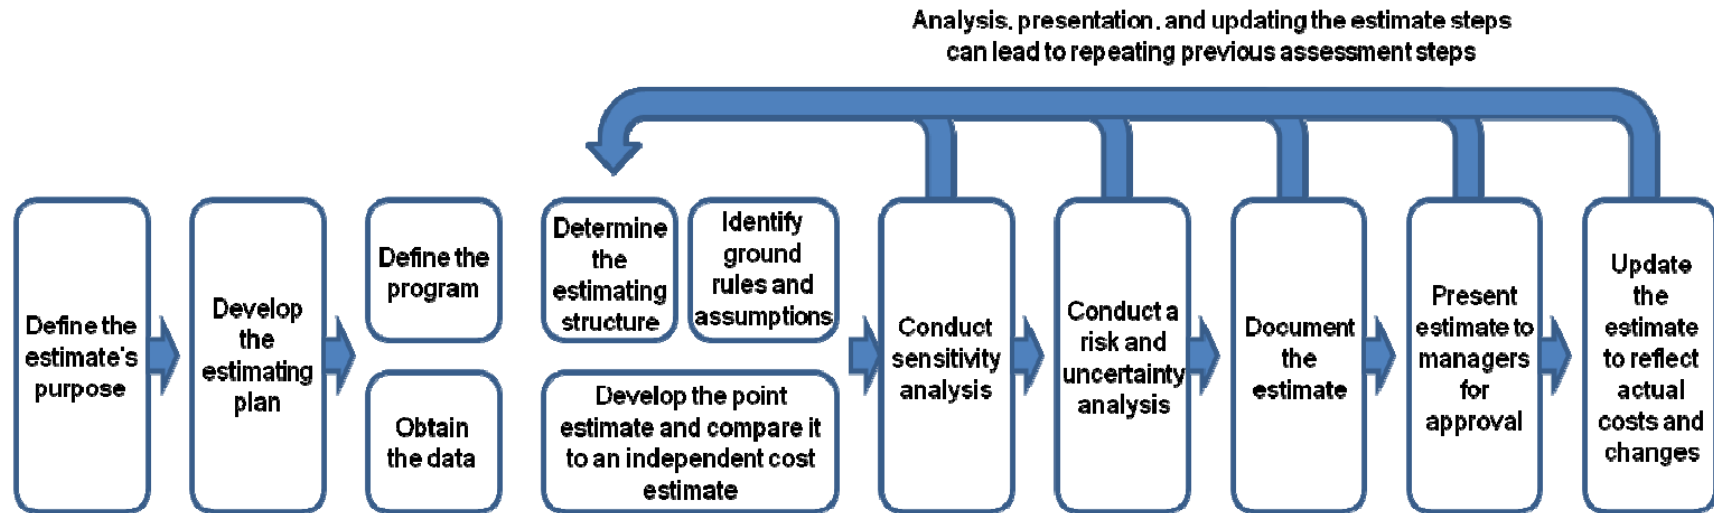 Analysis, presentation, and updating the estimate steps
can lead to repeating previous assessment steps
Define the
estimate's
purpose
Develop
the
estimating
plan
Define the
program
Obtain
the data
Determine
the
estimating
structure
Identify
ground
rules and
assumptions
Develop the point
estimate and compare it
to an independent cost
estimate
Conduct
sensitivity
analysis
Conduct a
risk and
uncertainty
analysis
Document
the
estimate
Present
estimate to
managers
for
approval
Update
the
estimate
to reflect
actual
costs and
changes